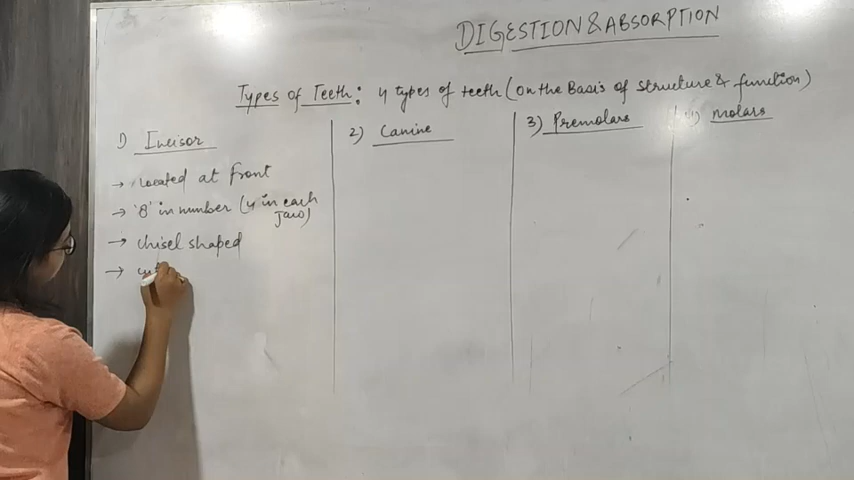 DIGESTION & ABSORPTION
Types of Teeth: 4 types of teeth (on the Basis of structure & function)
1) Incisor
→ Located at front
→ '8' in number (4 in each
Jaw)
→ chisel shaped
→
2) Canine
3) Premolars
4) Molars